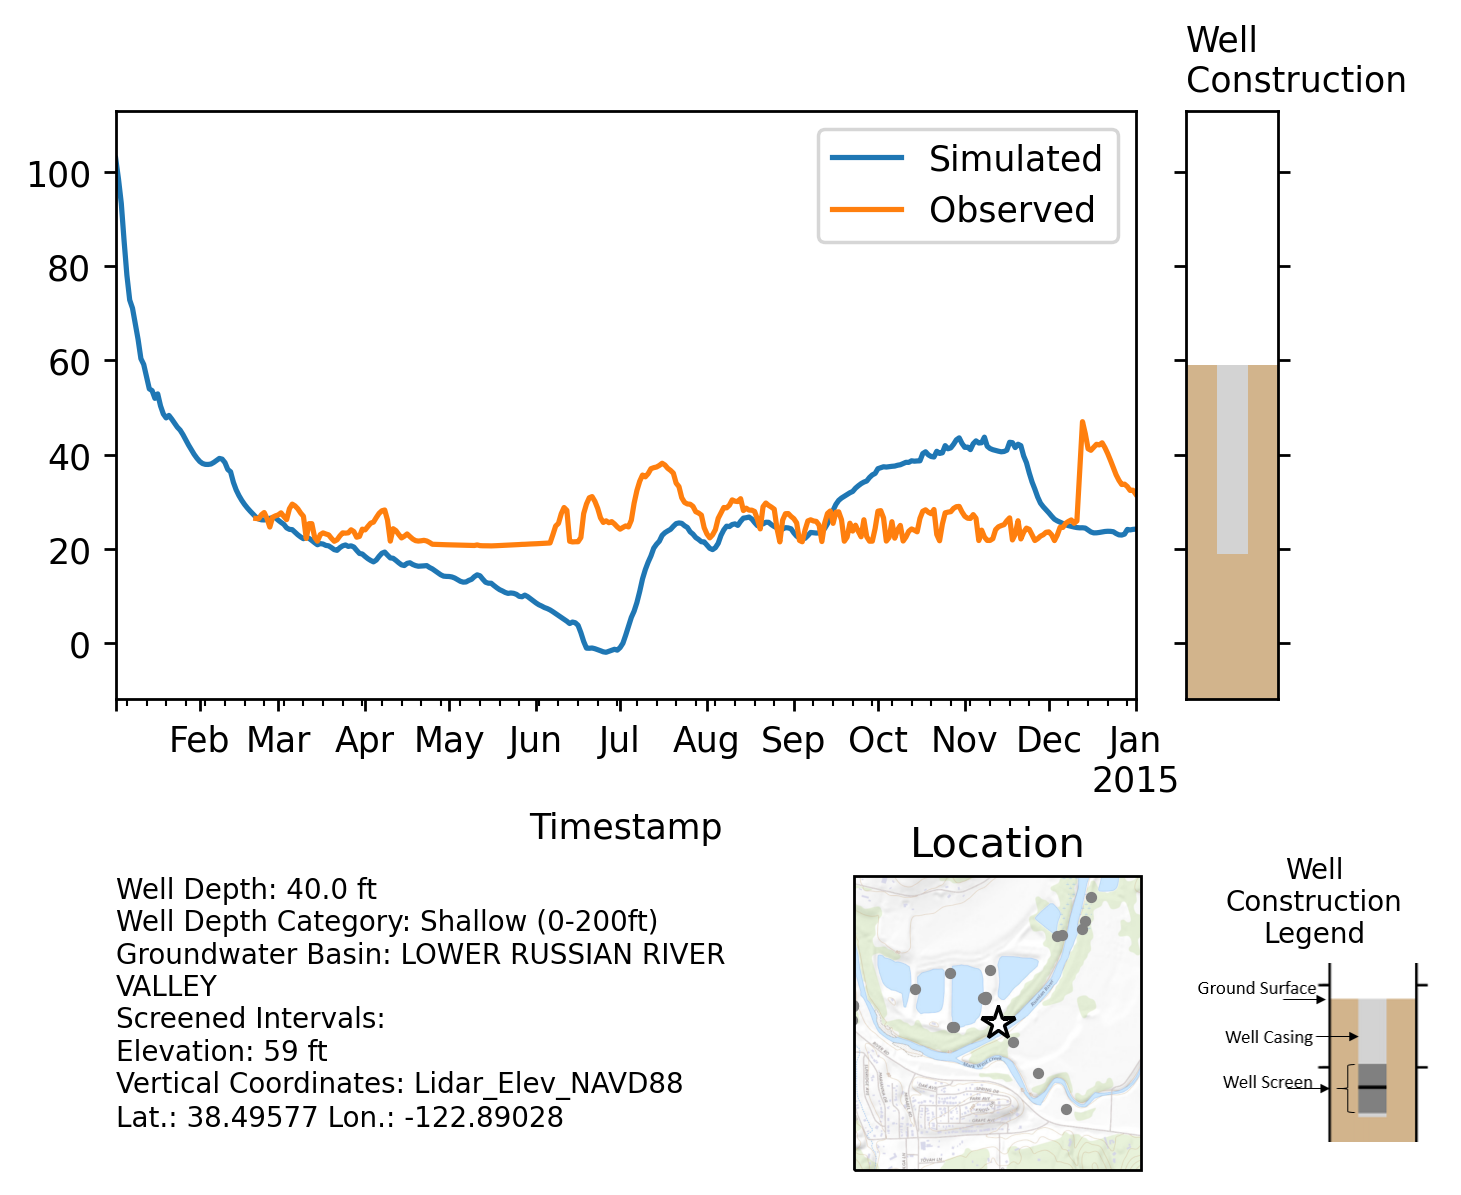 Well
Construction
100
80
60
40
20
0
Simulated
Observed
Feb Mar Apr May Jun Jul Aug Sep Oct Nov Dec Jan
2015
Timestamp
Well Depth: 40.0 ft
Well Depth Category: Shallow (0-200ft)
Groundwater Basin: LOWER RUSSIAN RIVER
VALLEY
Screened Intervals:
Elevation: 59 ft
Vertical Coordinates: Lidar_Elev_NAVD88
Lat.: 38.49577 Lon.: -122.89028
Location
Well
Construction
Legend
Ground Surface
Well Casing
Well Screen